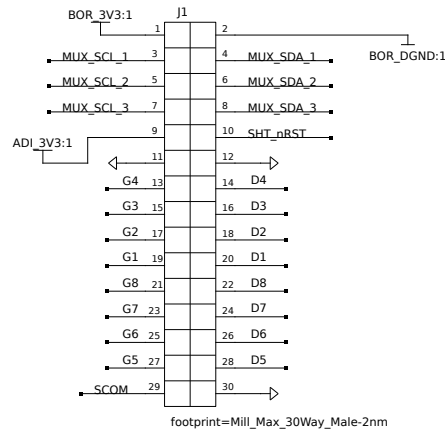 BOR_3V3:1 J1
1 2
BOR_DGND:1
MUX_SCL_1 3 4 MUX_SDA_1
MUX_SCL_2 5 6 MUX_SDA_2
MUX_SCL_3 7 8 MUX_SDA_3
ADI_3V3:1 9 10 SHT_nRST
11 12
G4 13 14 D4
G3 15 16 D3
G2 17 18 D2
G1 19 20 D1
G8 21 22 D8
G7 23 24 D7
G6 25 26 D6
G5 27 28 D5
SCOM 29 30
footprint=Mill_Max_30Way_Male-2nm